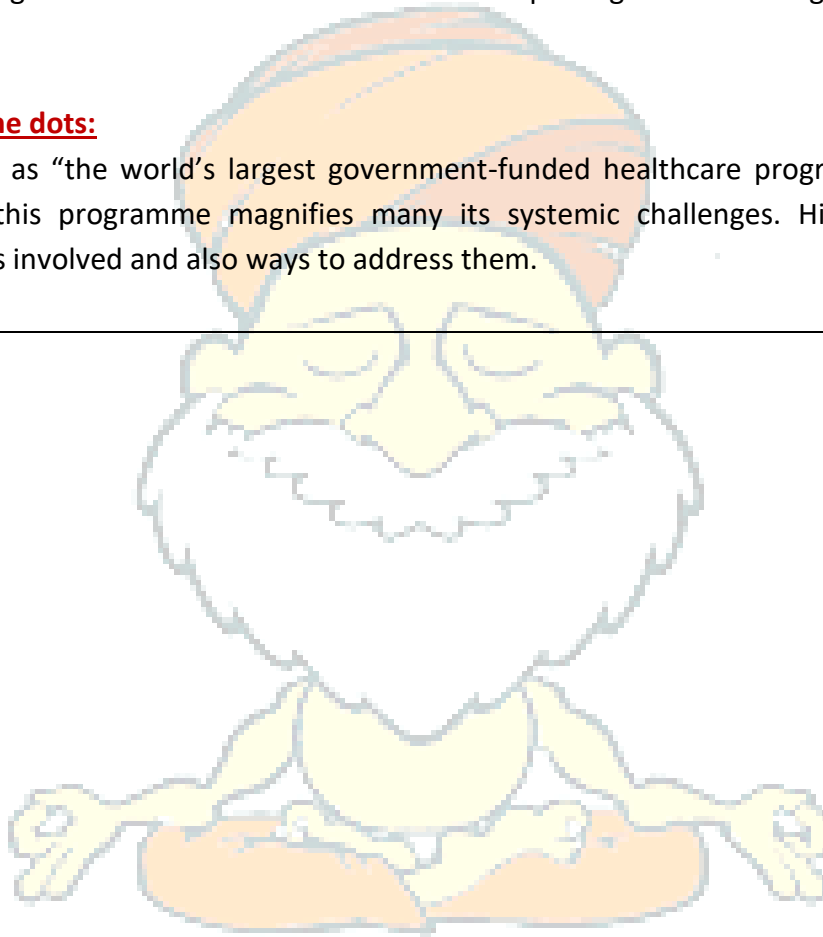 ne dots:
as “the world’s largest government-funded healthcare progr
this programme magnifies many its systemic challenges. Hi
s involved and also ways to address them.